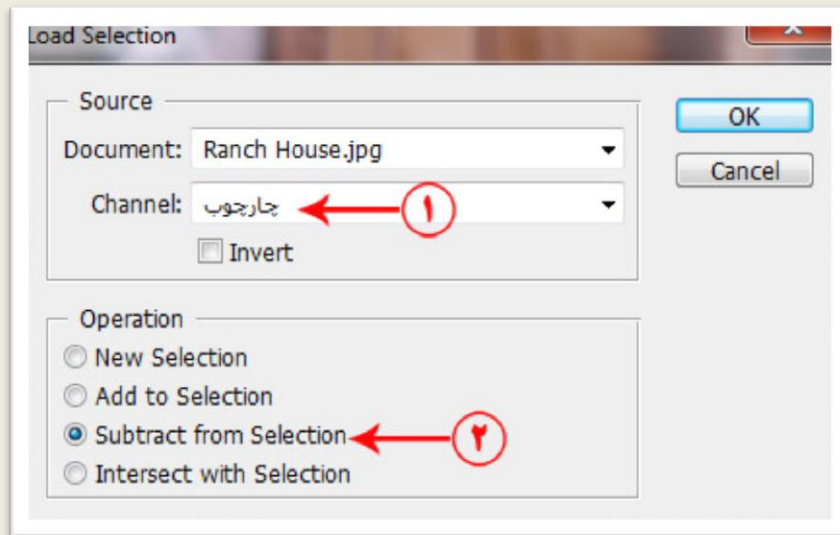 Load Selection
Source
Document: Ranch House.jpg
Channel: چارچوب
۱
Invert
OK
Cancel
Operation
New Selection
Add to Selection
Subtract from Selection
۲
Intersect with Selection